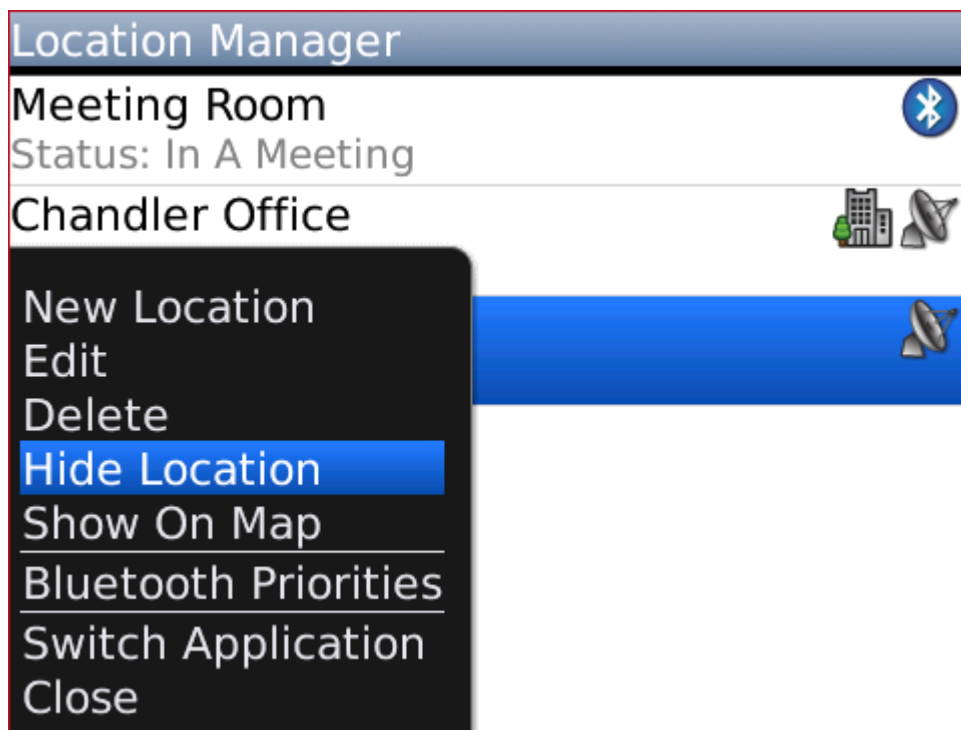 Location Manager
Meeting Room
Status: In A Meeting
Chandler Office
New Location
Edit
Delete
Hide Location
Show On Map
Bluetooth Priorities
Switch Application
Close